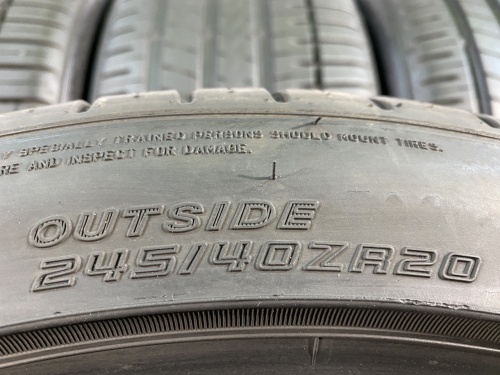 SPECIALLY TRAINED PERSONS SHOULD MOUNT TIRES.
AND INSPECT FOR DAMAGE.
OUTSIDE
245/40ZR20